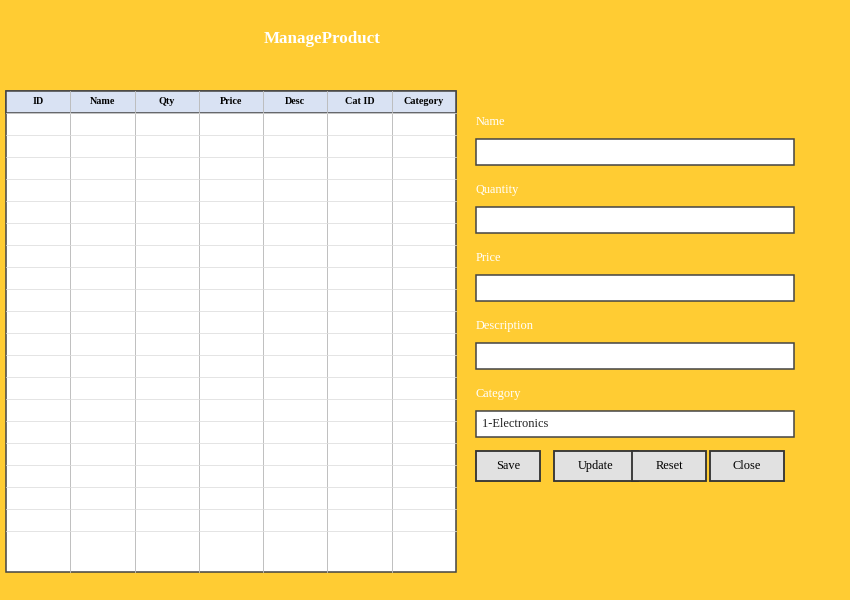 ManageProduct
ID Name Qty Price Desc Cat ID Category
Name
Quantity
Price
Description
Category
1-Electronics
Save Update Reset Close